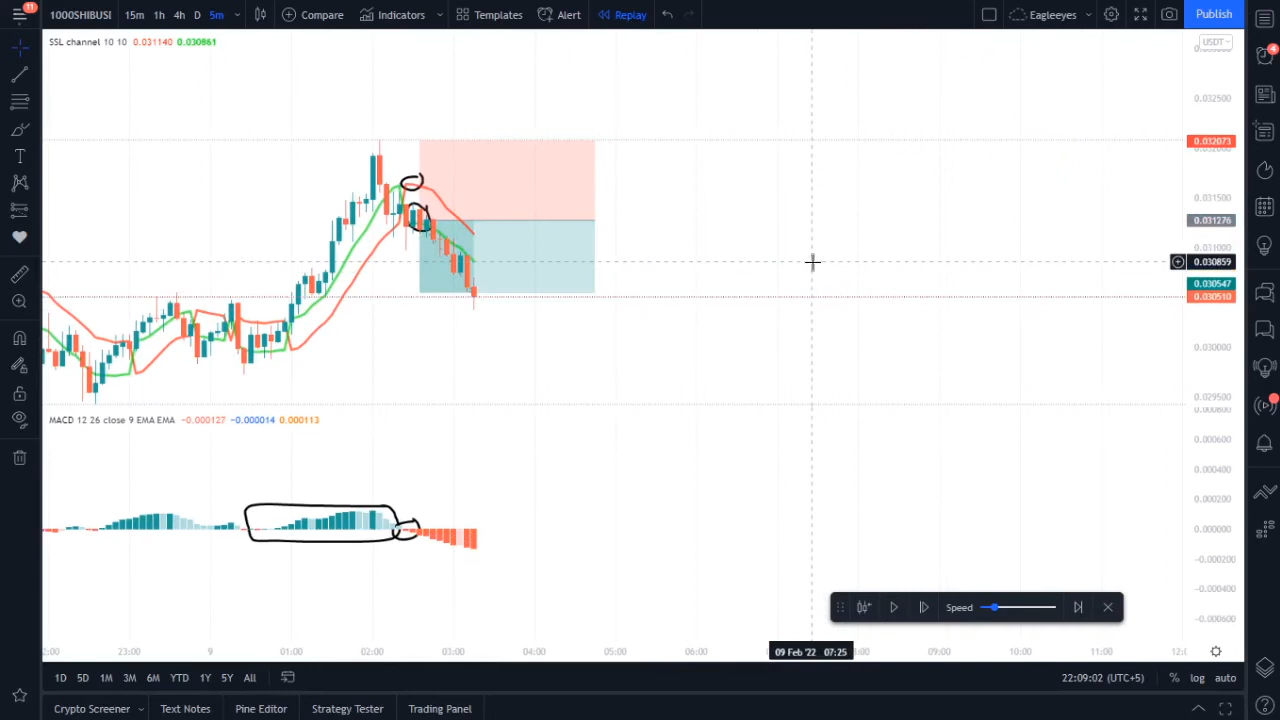 11 1000SHIBUSI 15m 1h 4h D 5m Compare Indicators Templates Alert Replay Eagleeyes Publish
SSL channel 10 10 0.031140 0.030861
USDT
4
0.032500
0.032073
0.031500
0.031276
0.031000
0.030859
0.030547
0.030510
0.030000
0.029500
0.000800
MACD 12 26 close 9 EMA EMA −0.000127 −0.000014 0.000113
0.000600
0.000400
0.000200
0.000000
−0.000200
−0.000400
−0.000600
Speed
23:00 9 01:00 02:00 03:00 04:00 05:00 06:00 09 Feb '22 07:25 09:00 10:00 11:00
1D 5D 1M 3M 6M YTD 1Y 5Y All 22:09:02 (UTC+5) % log auto
Crypto Screener Text Notes Pine Editor Strategy Tester Trading Panel